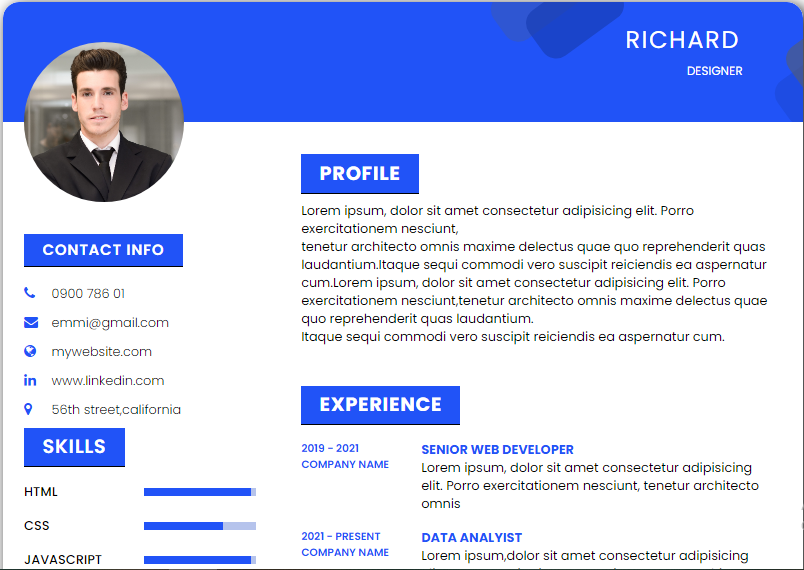 RICHARD
DESIGNER
CONTACT INFO
0900 786 01
emmi@gmail.com
mywebsite.com
www.linkedin.com
56th street,california
SKILLS
HTML
CSS
JAVASCRIPT
PROFILE
Lorem ipsum, dolor sit amet consectetur adipisicing elit. Porro
exercitationem nesciunt,
tenetur architecto omnis maxime delectus quae quo reprehenderit quas
laudantium.Itaque sequi commodi vero suscipit reiciendis ea aspernatur
cum.Lorem ipsum, dolor sit amet consectetur adipisicing elit. Porro
exercitationem nesciunt,tenetur architecto omnis maxime delectus quae
quo reprehenderit quas laudantium.
Itaque sequi commodi vero suscipit reiciendis ea aspernatur cum.
EXPERIENCE
2019 - 2021
COMPANY NAME
SENIOR WEB DEVELOPER
Lorem ipsum, dolor sit amet consectetur adipisicing
elit. Porro exercitationem nesciunt, tenetur architecto
omnis
2021 - PRESENT
COMPANY NAME
DATA ANALYIST
Lorem ipsum,dolor sit amet consectetur adipisicing